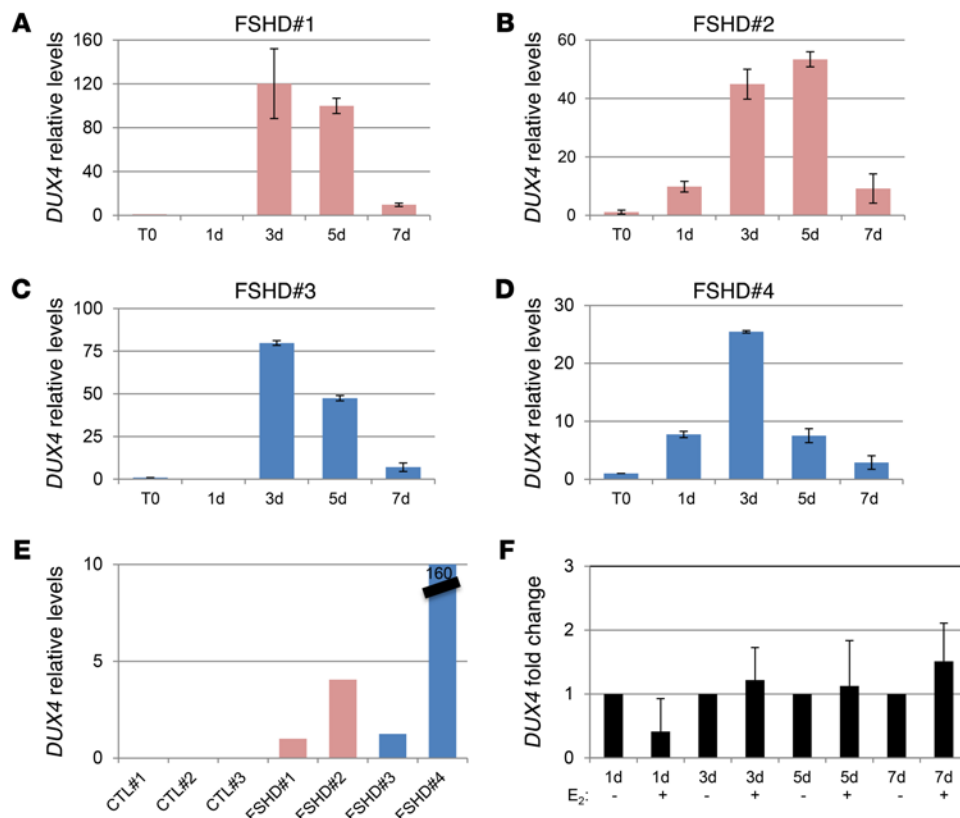 A
FSHD#1
DUX4 relative levels
160
120
80
40
0
T0 1d 3d 5d 7d
B
FSHD#2
DUX4 relative levels
60
40
20
0
T0 1d 3d 5d 7d
C
FSHD#3
DUX4 relative levels
100
75
50
25
0
T0 1d 3d 5d 7d
D
FSHD#4
DUX4 relative levels
30
20
10
0
T0 1d 3d 5d 7d
E
DUX4 relative levels
10
5
0
160
CTL#1 CTL#2 CTL#3 FSHD#1 FSHD#2 FSHD#3 FSHD#4
F
DUX4 fold change
3
2
1
0
1d 1d 3d 3d 5d 5d 7d 7d
E₂: - + - + - + - +